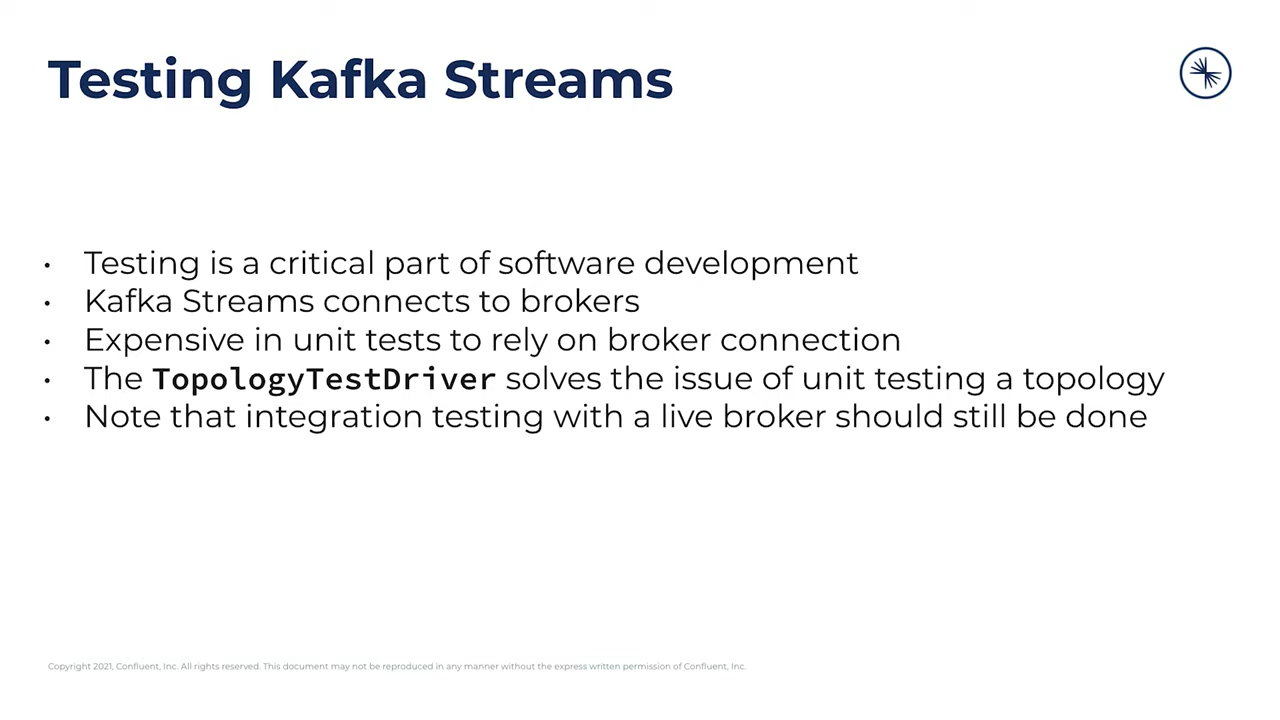 Testing Kafka Streams
• Testing is a critical part of software development
• Kafka Streams connects to brokers
• Expensive in unit tests to rely on broker connection
• The TopologyTestDriver solves the issue of unit testing a topology
• Note that integration testing with a live broker should still be done
Copyright 2021, Confluent, Inc. All rights reserved. This document may not be reproduced in any manner without the express written permission of Confluent, Inc.